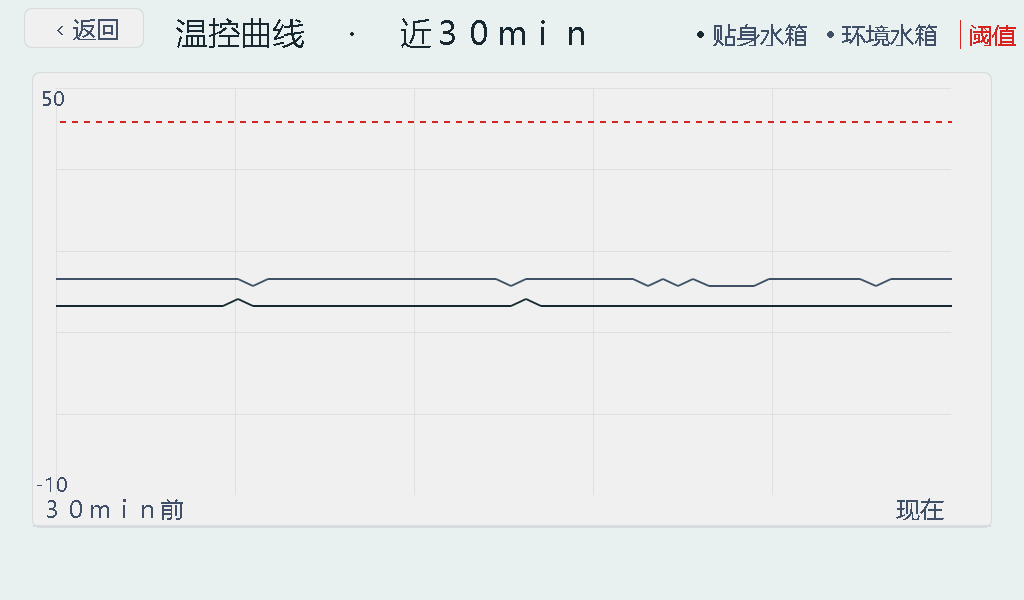 ‹ 返回
温控曲线 · 近３０ｍｉｎ
•贴身水箱 •环境水箱 |阈值
50
-10
３０ｍｉｎ前
现在